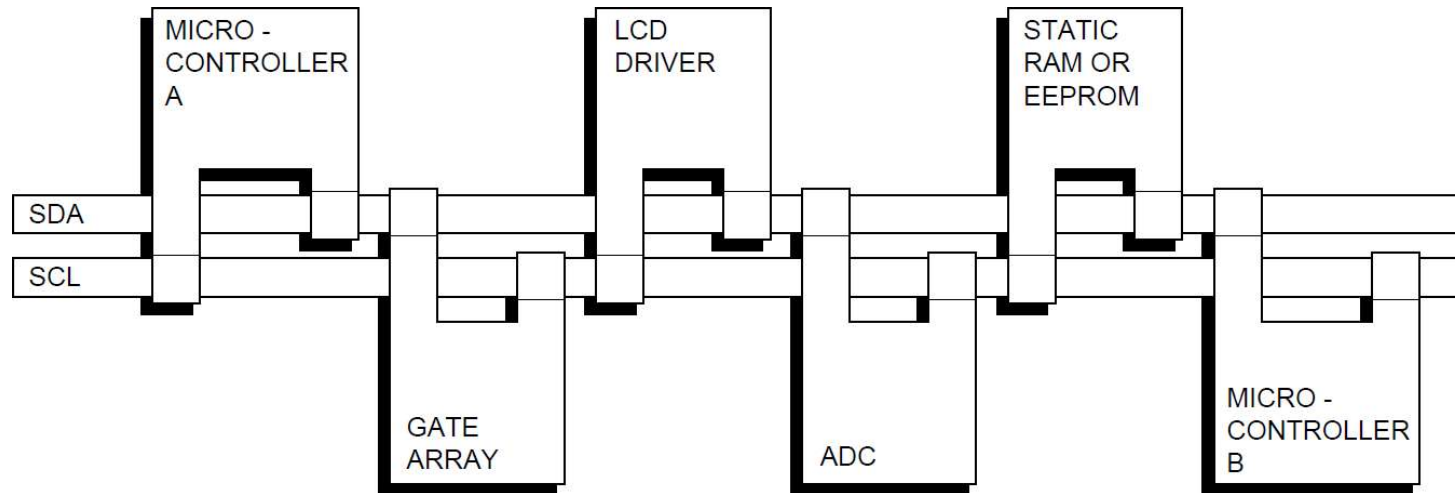 MICRO -
CONTROLLER
A
LCD
DRIVER
STATIC
RAM OR
EEPROM
SDA
SCL
GATE
ARRAY
ADC
MICRO -
CONTROLLER
B